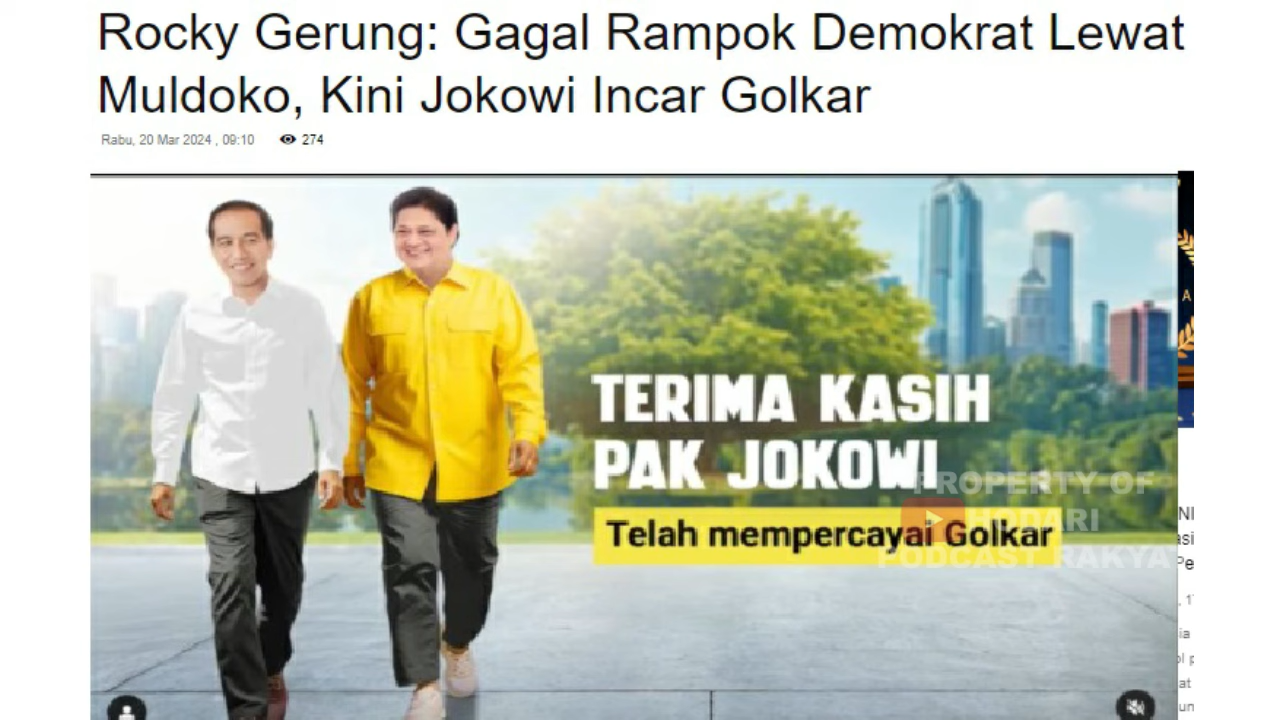 Rocky Gerung: Gagal Rampok Demokrat Lewat
Muldoko, Kini Jokowi Incar Golkar
Rabu, 20 Mar 2024 , 09:10 274
TERIMA KASIH
PAK JOKOWI
Telah mempercayai Golkar
PROPERTY OF
HODARI
PODCAST RAKYA
A